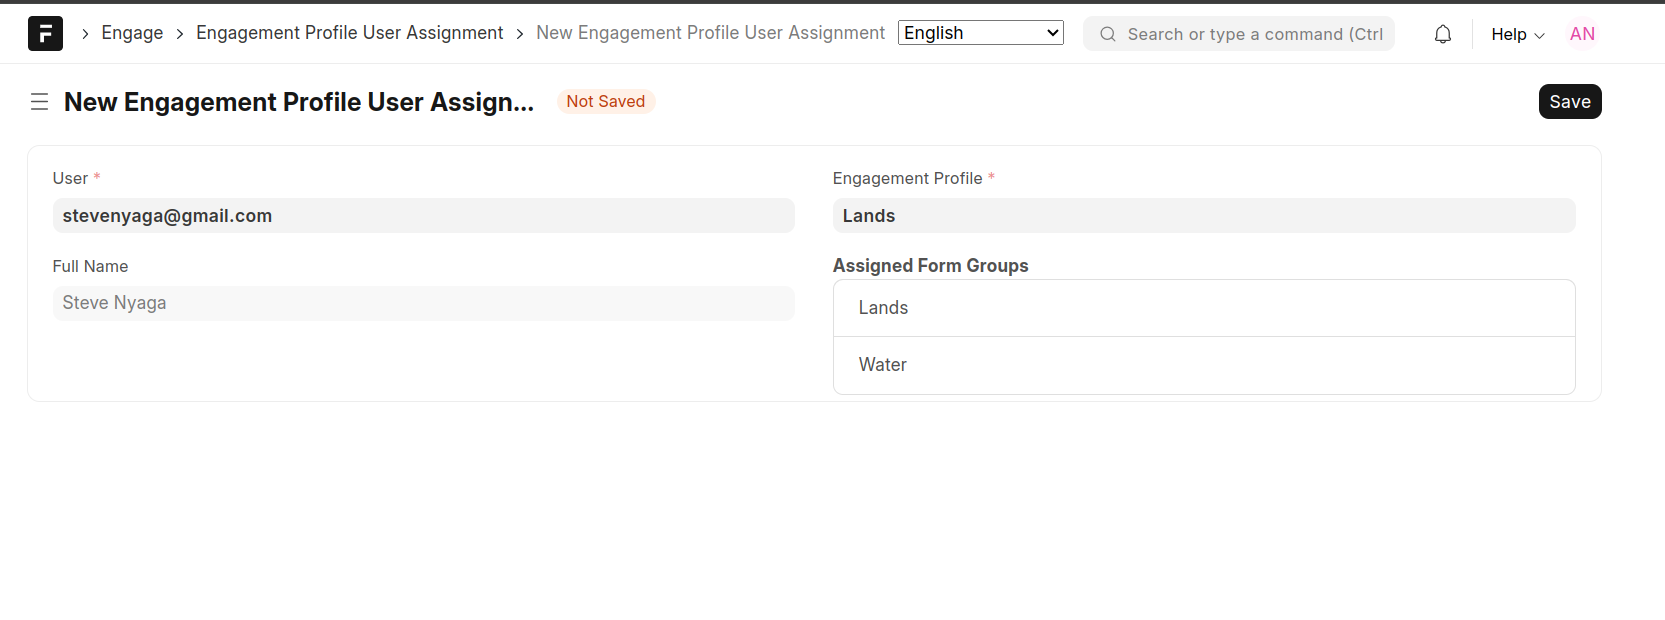 Engage Engagement Profile User Assignment New Engagement Profile User Assignment English Search or type a command (Ctrl Help AN
New Engagement Profile User Assign... Not Saved Save
User *
stevenyaga@gmail.com
Full Name
Steve Nyaga
Engagement Profile *
Lands
Assigned Form Groups
Lands
Water